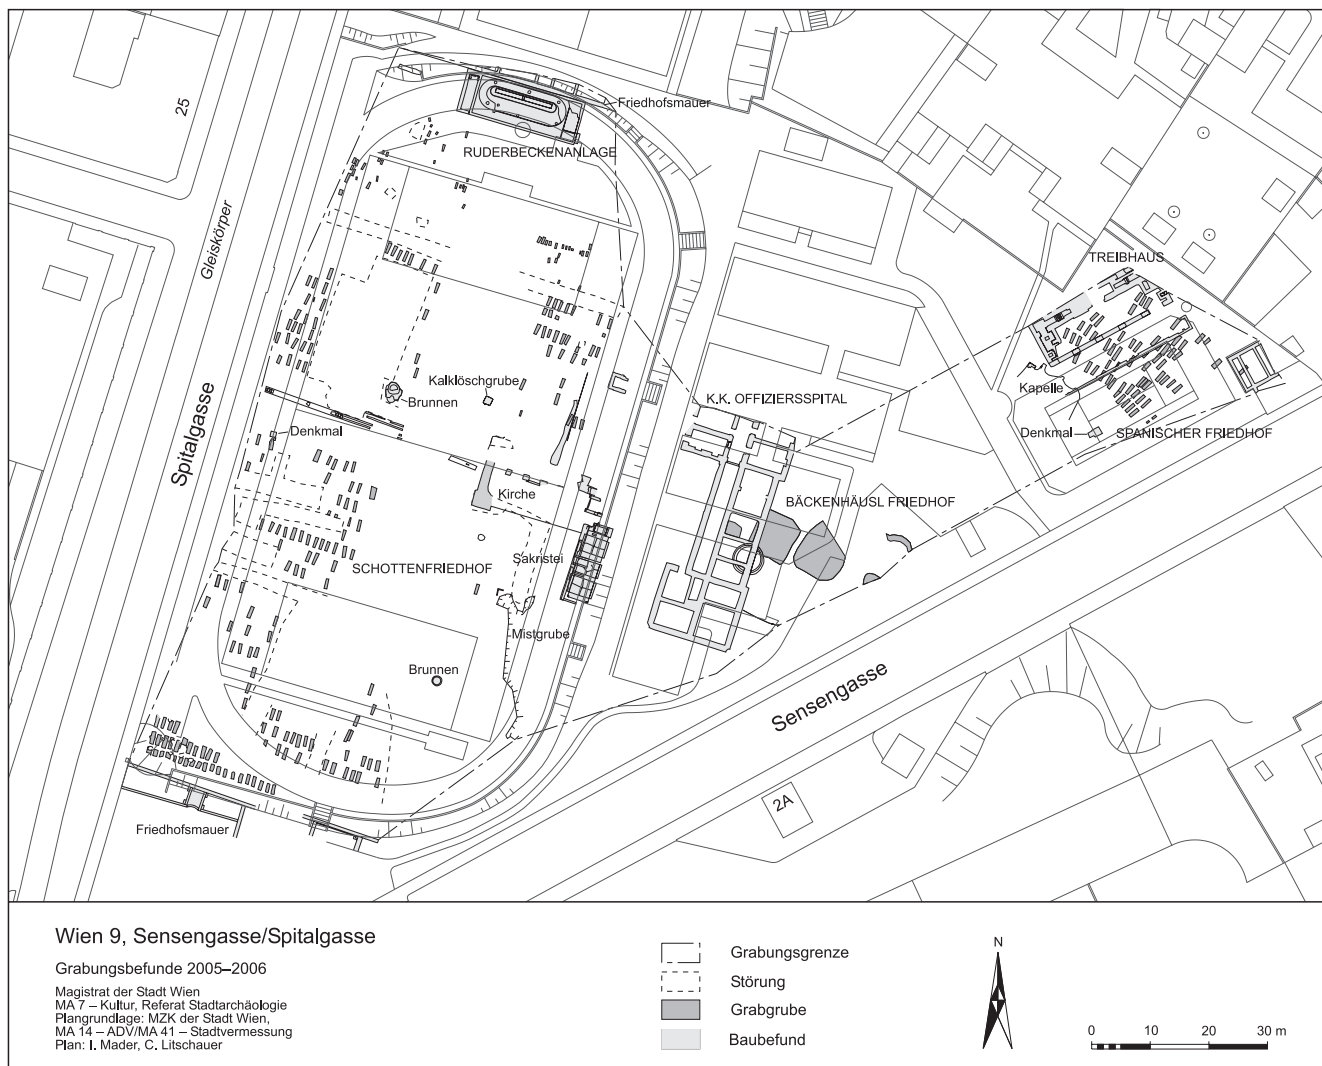 25
Gleiskörper
Spitalgasse
Friedhofsmauer
RUDERBECKENANLAGE
TREIBHAUS
Kalklöschgrube
Brunnen
Kapelle
K.K. OFFIZIERSSPITAL
Denkmal
Denkmal
SPANISCHER FRIEDHOF
Kirche
BÄCKENHÄUSL FRIEDHOF
Sakristei
SCHOTTENFRIEDHOF
Mistgrube
Brunnen
Sensengasse
2A
Friedhofsmauer
Wien 9, Sensengasse/Spitalgasse
Grabungsbefunde 2005–2006
Magistrat der Stadt Wien
MA 7 – Kultur, Referat Stadtarchäologie
Plangrundlage: MZK der Stadt Wien,
MA 14 – ADV/MA 41 – Stadtvermessung
Plan: I. Mader, C. Litschauer
Grabungsgrenze
Störung
Grabgrube
Baubefund
N
0 10 20 30 m